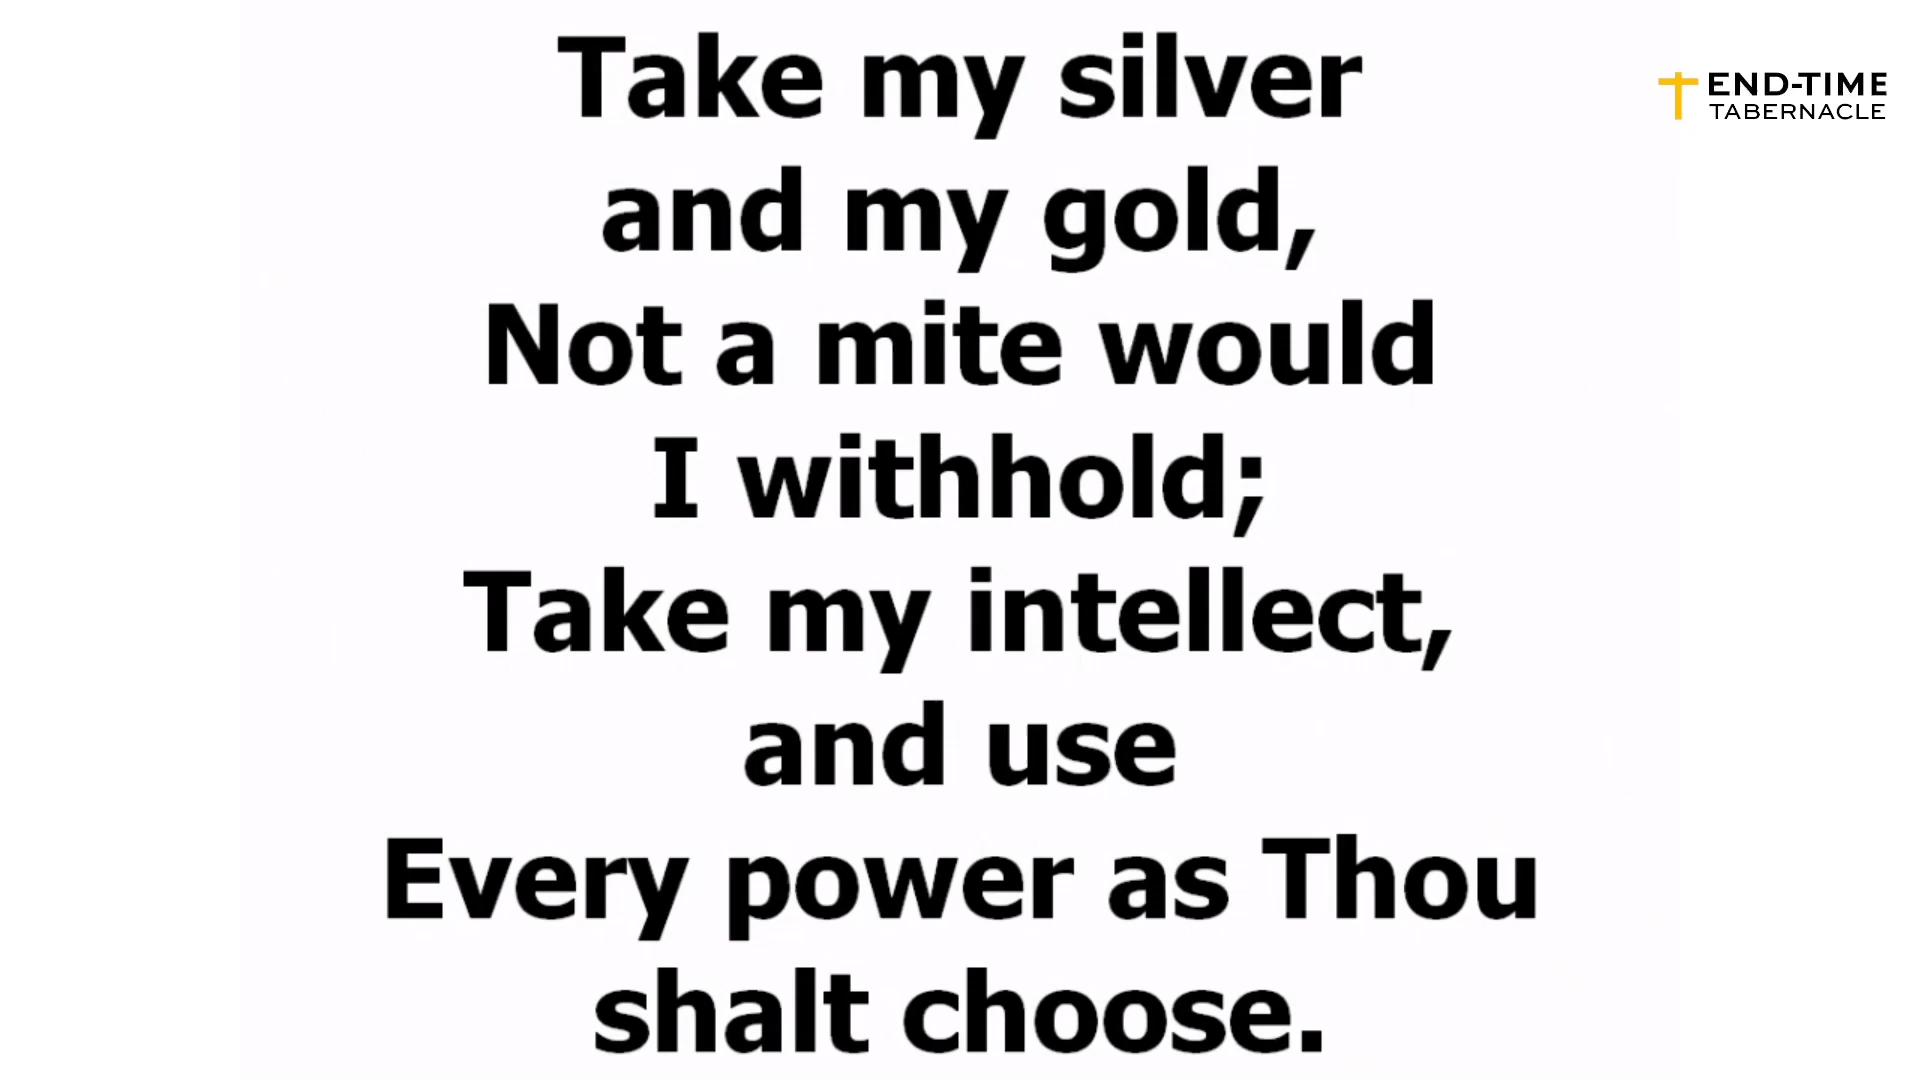 Take my silver
and my gold,
Not a mite would
I withhold;
Take my intellect,
and use
Every power as Thou
shalt choose.
END-TIME
TABERNACLE